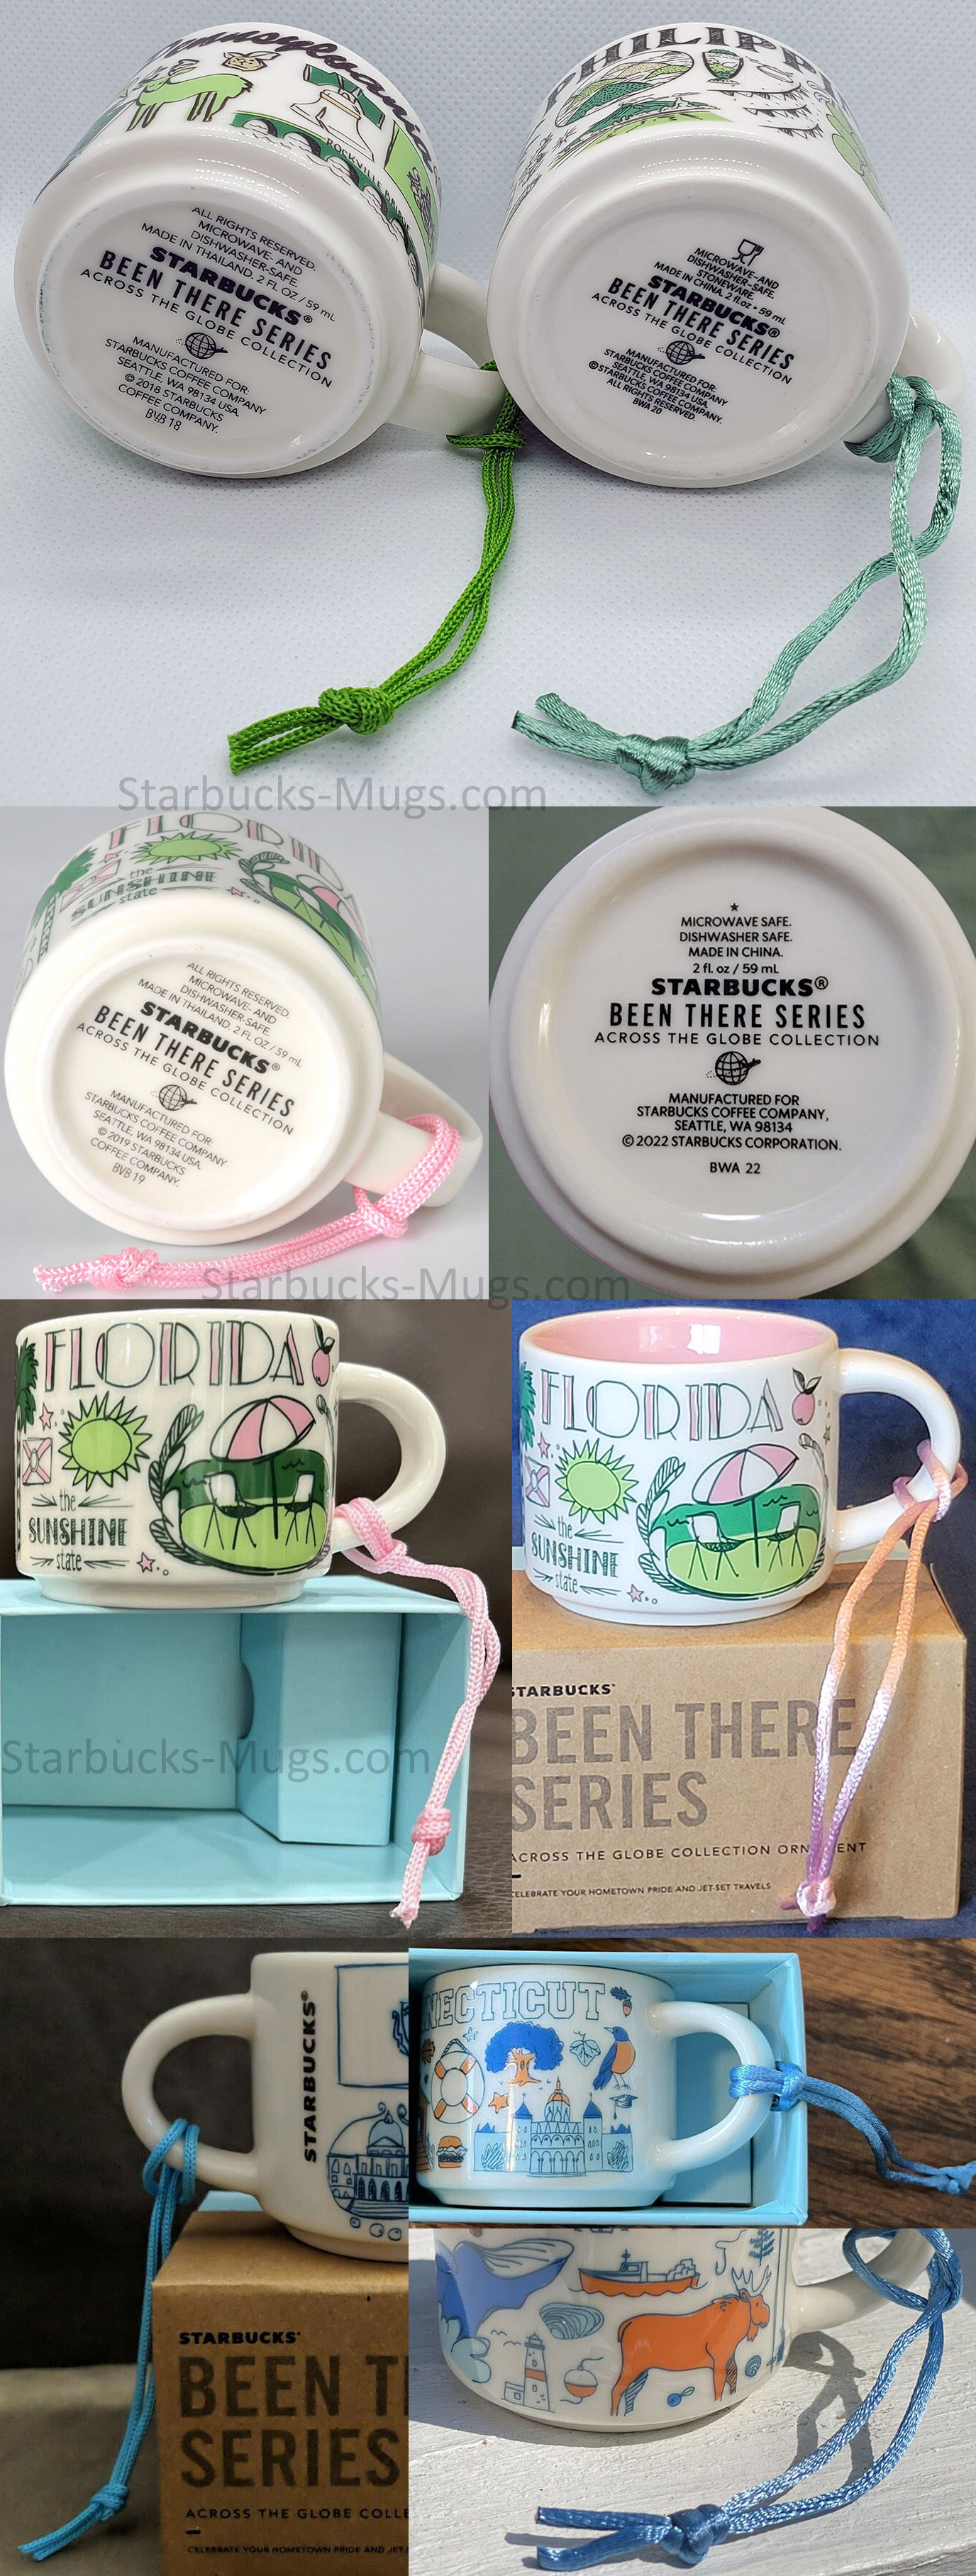 Pennsylvania
ROCKVILLE BRIDGE
ALL RIGHTS RESERVED.
MICROWAVE- AND
DISHWASHER-SAFE.
MADE IN THAILAND. 2 FL OZ / 59 mL
STARBUCKS®
BEEN THERE SERIES
ACROSS THE GLOBE COLLECTION
MANUFACTURED FOR:
STARBUCKS COFFEE COMPANY
SEATTLE, WA 98134 USA
© 2018 STARBUCKS
COFFEE COMPANY.
BVB 18
PHILIPP
MICROWAVE- AND
DISHWASHER-SAFE.
STONEWARE.
MADE IN CHINA. 2 fl.oz • 59 mL
STARBUCKS®
BEEN THERE SERIES
ACROSS THE GLOBE COLLECTION
MANUFACTURED FOR:
STARBUCKS COFFEE COMPANY
SEATTLE, WA 98134 USA
© STARBUCKS COFFEE COMPANY.
ALL RIGHTS RESERVED.
BWA 20
Starbucks-Mugs.com
FLORIDA
the
SUNSHINE
state
ALL RIGHTS RESERVED.
MICROWAVE- AND
DISHWASHER-SAFE.
MADE IN THAILAND. 2 FL OZ / 59 mL
STARBUCKS®
BEEN THERE SERIES
ACROSS THE GLOBE COLLECTION
MANUFACTURED FOR:
STARBUCKS COFFEE COMPANY
SEATTLE, WA 98134 USA
© 2019 STARBUCKS
COFFEE COMPANY.
BVB 19
MICROWAVE SAFE.
DISHWASHER SAFE.
MADE IN CHINA.
2 fl. oz / 59 mL
STARBUCKS®
BEEN THERE SERIES
ACROSS THE GLOBE COLLECTION
MANUFACTURED FOR
STARBUCKS COFFEE COMPANY,
SEATTLE, WA 98134
© 2022 STARBUCKS CORPORATION.
BWA 22
Starbucks-Mugs.com
FLORIDA
the
SUNSHINE
state
Starbucks-Mugs.com
FLORIDA
the
SUNSHINE
state
STARBUCKS®
BEEN THERE
SERIES
ACROSS THE GLOBE COLLECTION ORN ENT
CELEBRATE YOUR HOMETOWN PRIDE AND JET-SET TRAVELS
STARBUCKS®
STARBUCKS®
BEEN T
SERIES
ACROSS THE GLOBE COLLE
CELEBRATE YOUR HOMETOWN PRIDE AND JET-
NECTICUT